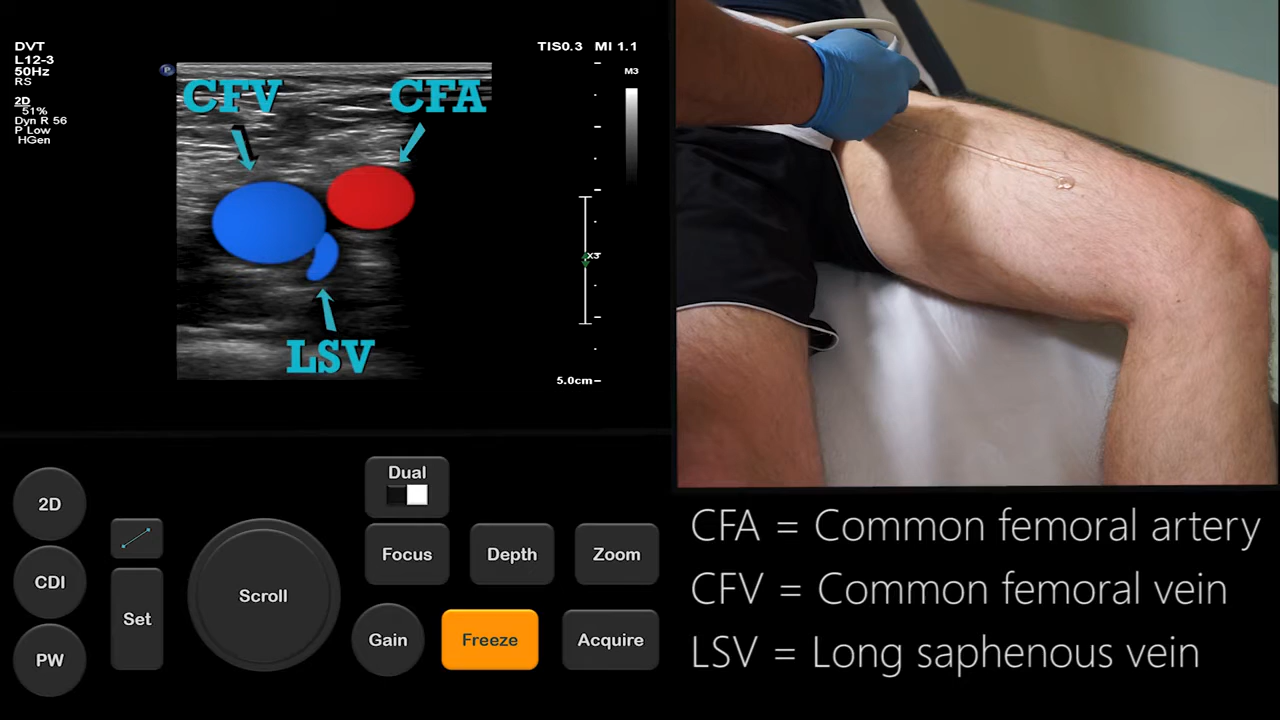 DVT
L12-3
50Hz
RS
2D
51%
Dyn R 56
P Low
HGen
TIS0.3 MI 1.1
M3
P
CFV CFA
LSV
X3
5.0cm
2D
CDI
PW
Set
Scroll
Dual
Focus
Depth
Zoom
Gain
Freeze
Acquire
CFA = Common femoral artery
CFV = Common femoral vein
LSV = Long saphenous vein